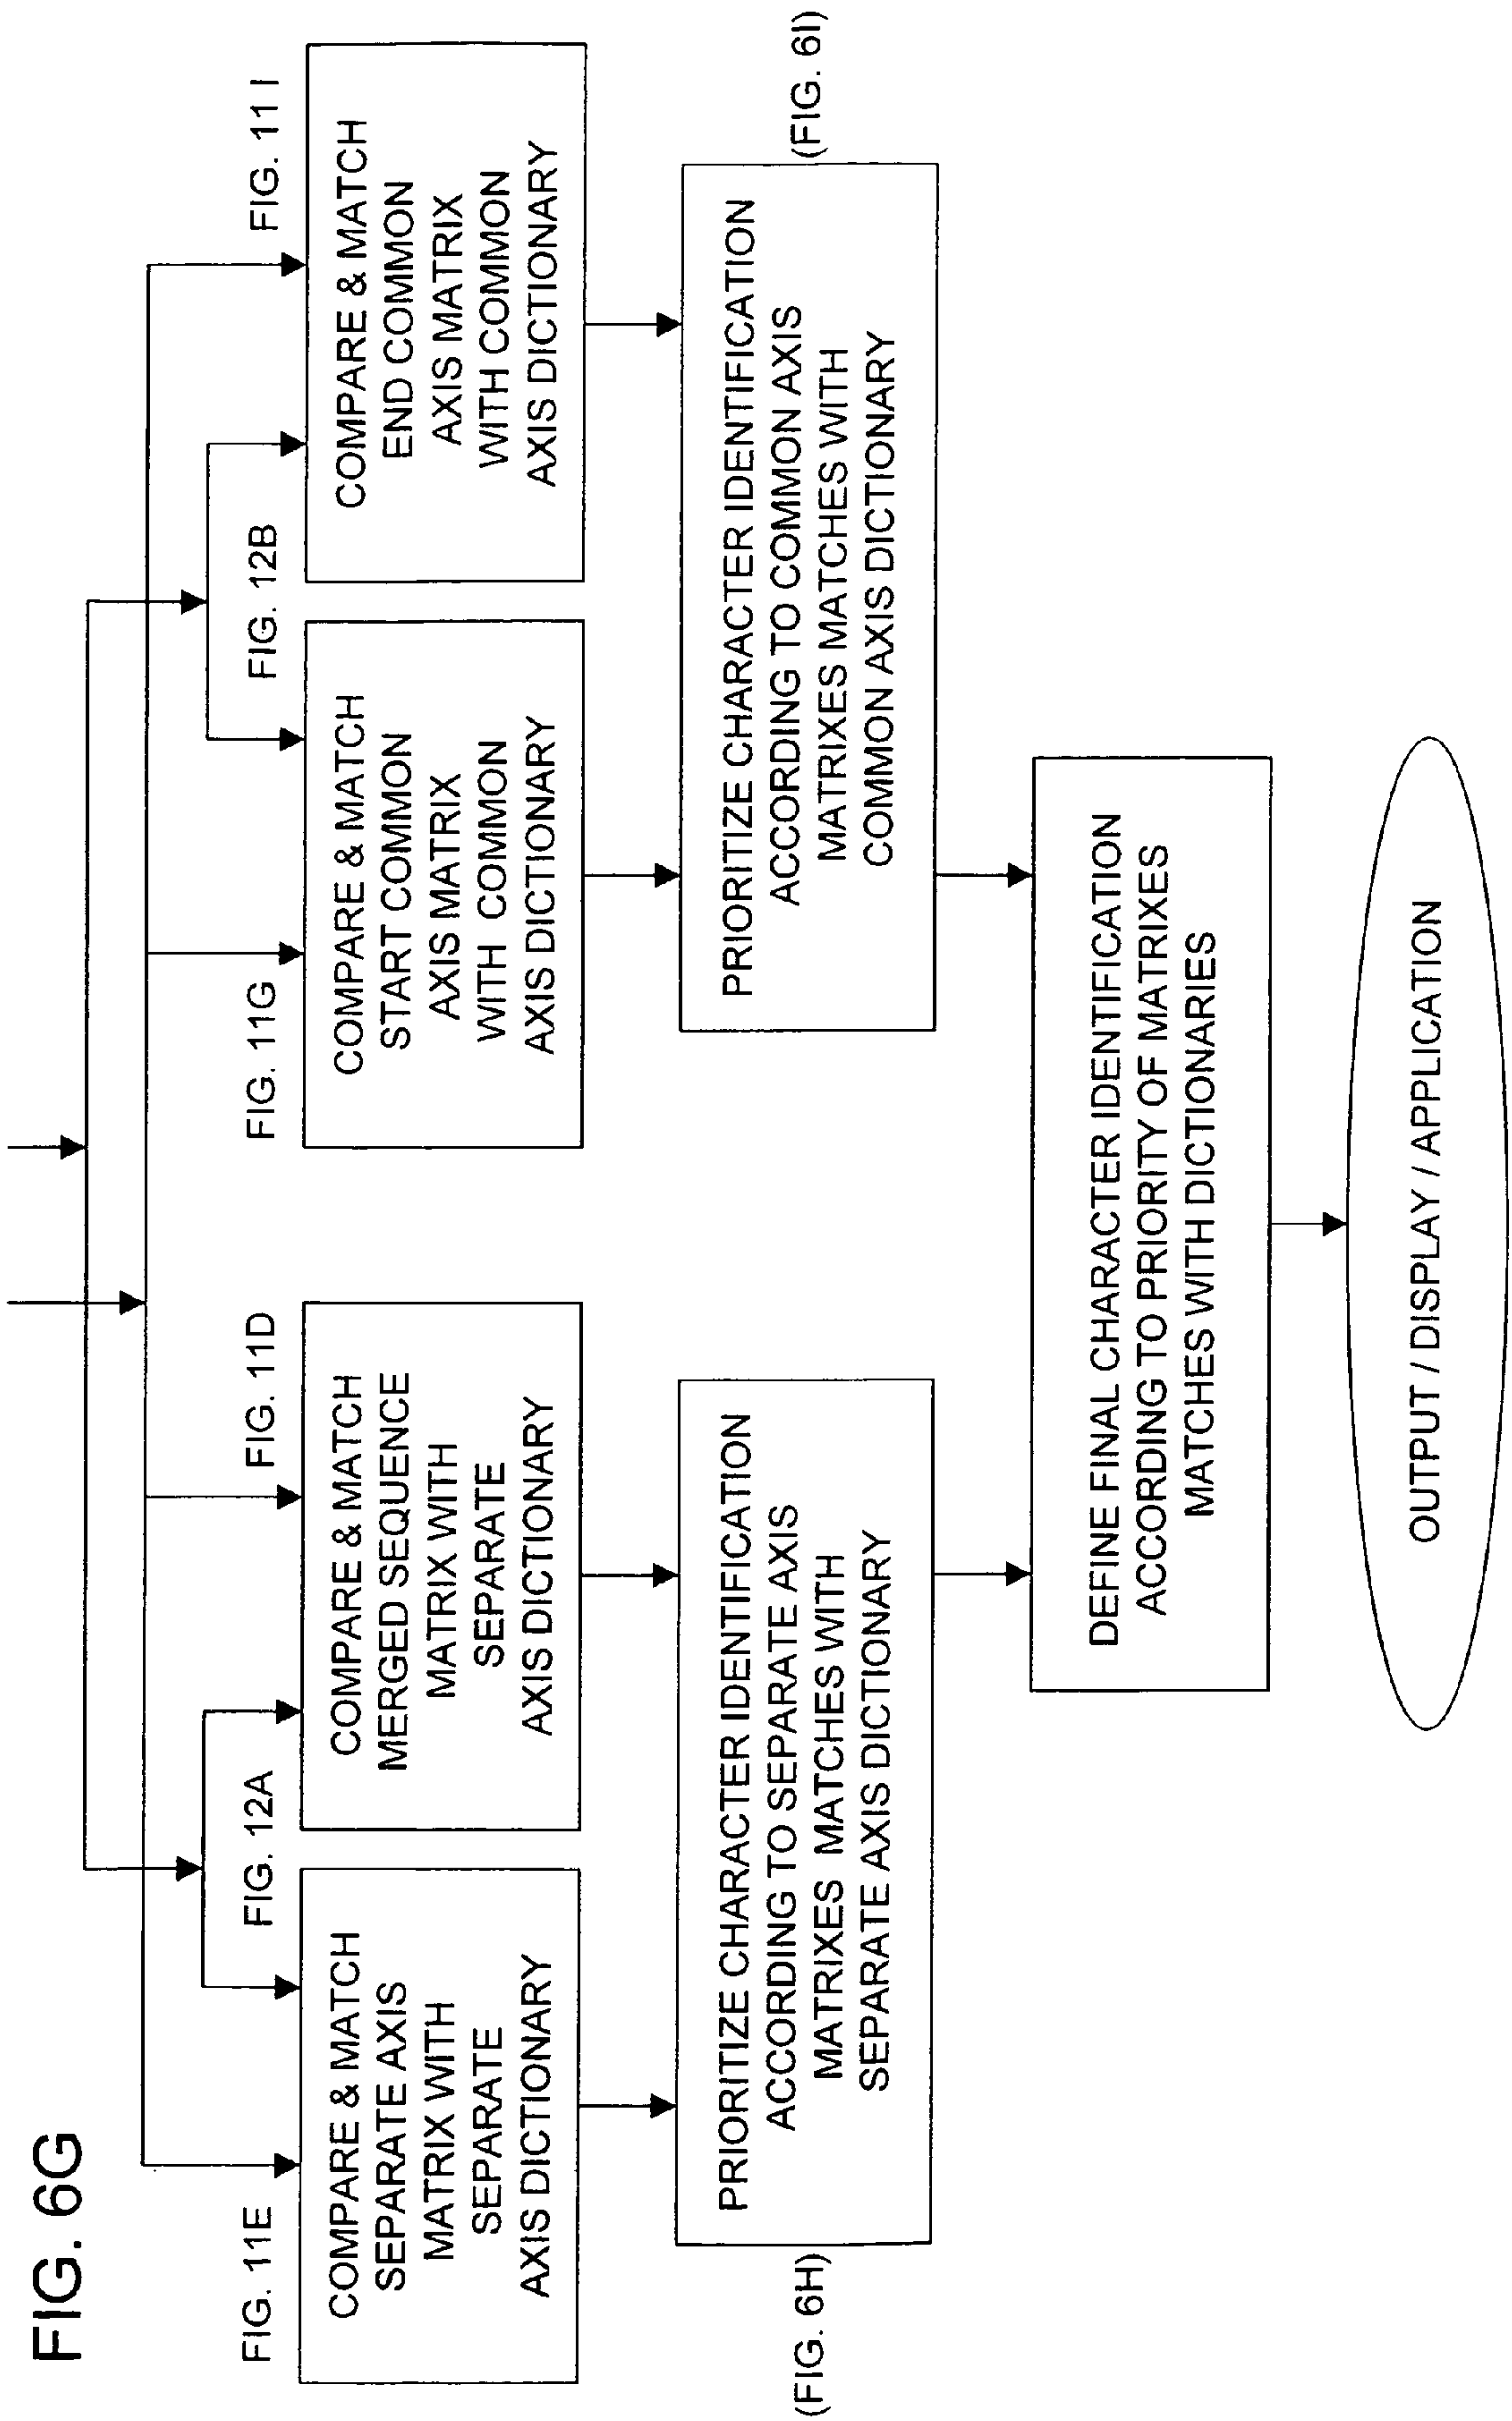 FIG. 6G
FIG. 11E
FIG. 12A
FIG. 11D
FIG. 11G
FIG. 12B
FIG. 11 I
COMPARE & MATCH
SEPARATE AXIS
MATRIX WITH
SEPARATE
AXIS DICTIONARY
COMPARE & MATCH
MERGED SEQUENCE
MATRIX WITH
SEPARATE
AXIS DICTIONARY
COMPARE & MATCH
START COMMON
AXIS MATRIX
WITH COMMON
AXIS DICTIONARY
COMPARE & MATCH
END COMMON
AXIS MATRIX
WITH COMMON
AXIS DICTIONARY
(FIG. 6H)
PRIORITIZE CHARACTER IDENTIFICATION
ACCORDING TO SEPARATE AXIS
MATRIXES MATCHES WITH
SEPARATE AXIS DICTIONARY
PRIORITIZE CHARACTER IDENTIFICATION
ACCORDING TO COMMON AXIS
MATRIXES MATCHES WITH
COMMON AXIS DICTIONARY
(FIG. 6I)
DEFINE FINAL CHARACTER IDENTIFICATION
ACCORDING TO PRIORITY OF MATRIXES
MATCHES WITH DICTIONARIES
OUTPUT / DISPLAY / APPLICATION